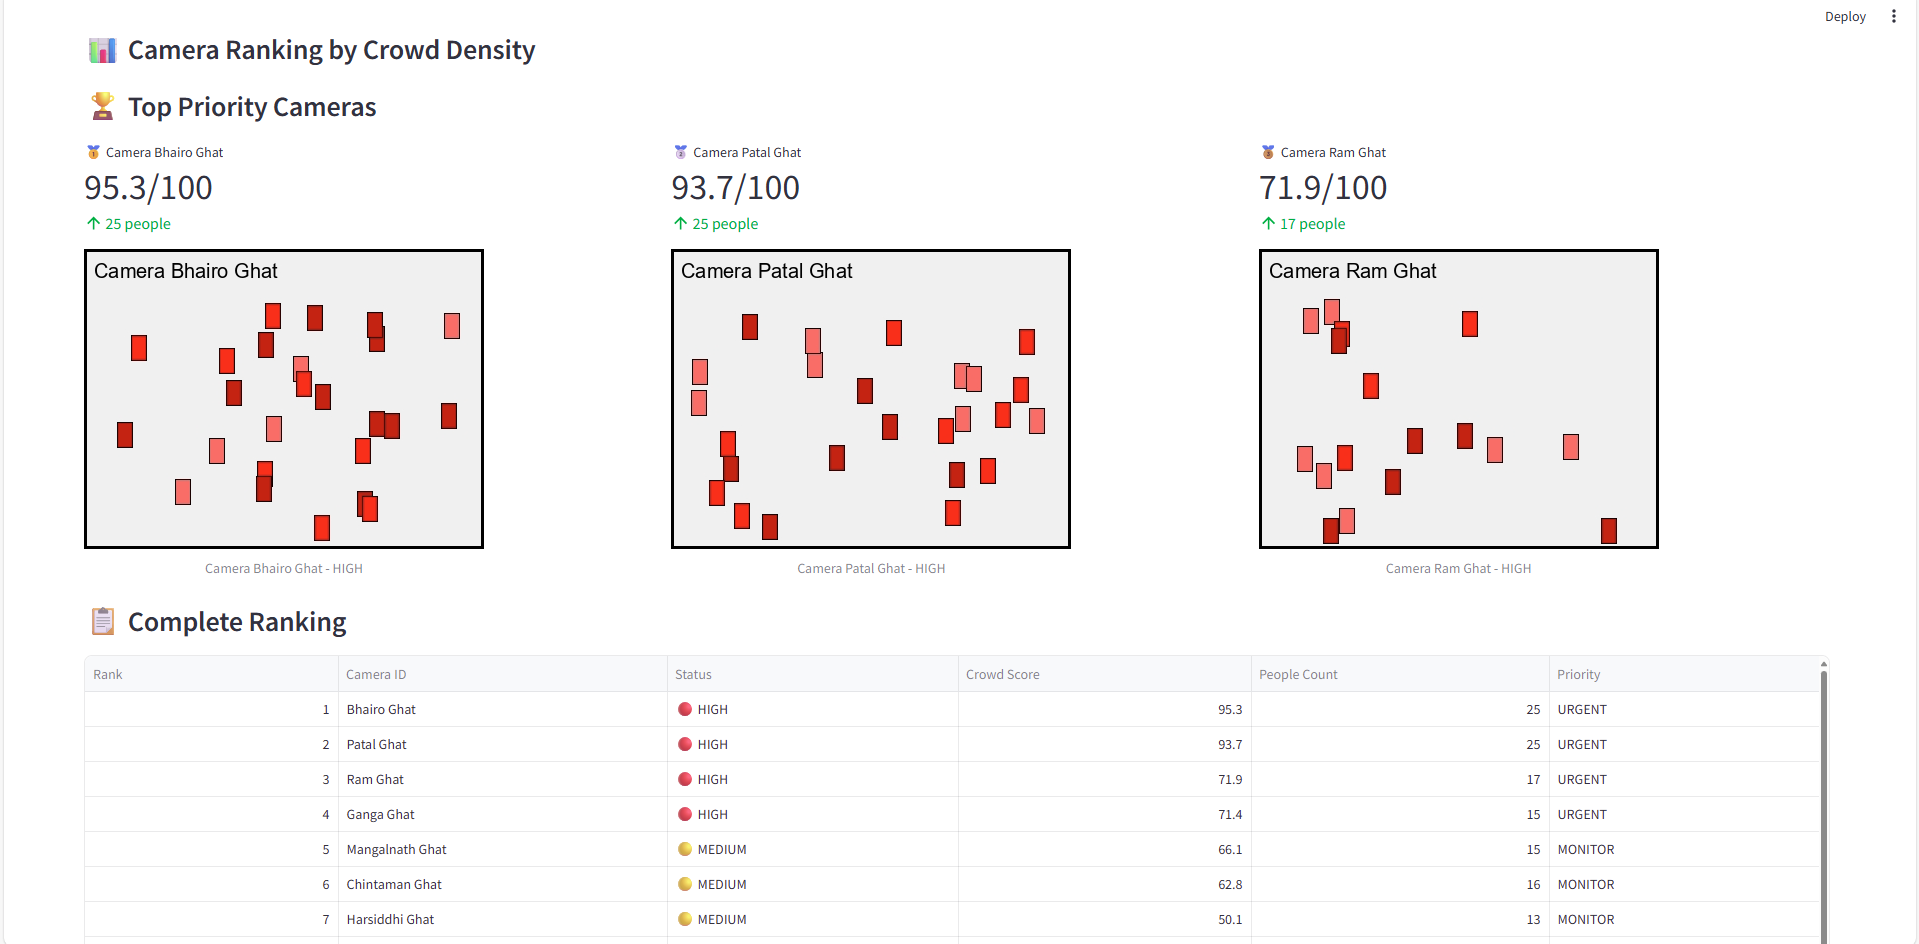 Deploy
Camera Ranking by Crowd Density
Top Priority Cameras
Camera Bhairo Ghat
95.3/100
25 people
Camera Patal Ghat
93.7/100
25 people
Camera Ram Ghat
71.9/100
17 people
Camera Bhairo Ghat
Camera Patal Ghat
Camera Ram Ghat
Camera Bhairo Ghat - HIGH
Camera Patal Ghat - HIGH
Camera Ram Ghat - HIGH
Complete Ranking
Rank Camera ID Status Crowd Score People Count Priority
1 Bhairo Ghat HIGH 95.3 25 URGENT
2 Patal Ghat HIGH 93.7 25 URGENT
3 Ram Ghat HIGH 71.9 17 URGENT
4 Ganga Ghat HIGH 71.4 15 URGENT
5 Mangalnath Ghat MEDIUM 66.1 15 MONITOR
6 Chintaman Ghat MEDIUM 62.8 16 MONITOR
7 Harsiddhi Ghat MEDIUM 50.1 13 MONITOR